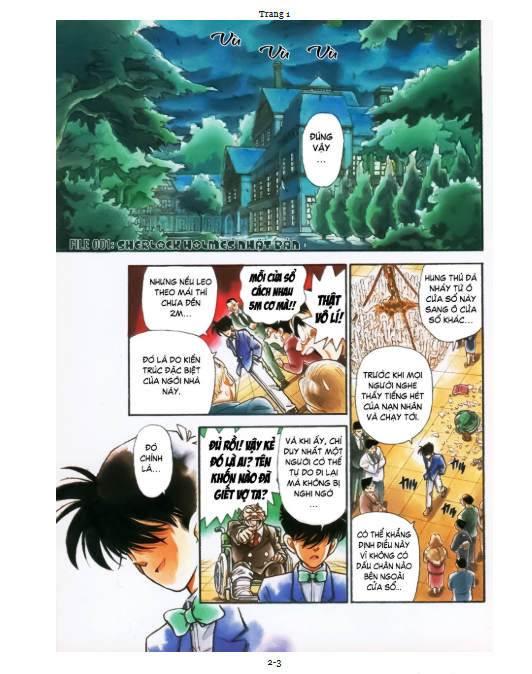 Trang 1
VÙ
VÙ
VÙ
ĐÚNG
VẬY
...
FILE 001: SHERLOCK HOLMES NHẬT BẢN
HUNG THỦ ĐÃ
NHẢY TỪ Ô
CỬA SỔ NÀY
SANG Ô CỬA
SỔ KHÁC...
TRƯỚC KHI MỌI
NGƯỜI NGHE
THẤY TIẾNG HÉT
CỦA NẠN NHÂN
VÀ CHẠY TỚI.
CÓ THỂ KHẲNG
ĐỊNH ĐIỀU NÀY
VÌ KHÔNG CÓ
DẤU CHÂN NÀO
BÊN NGOÀI
CỬA SỔ...
THẬT
VÔ LÍ!
MỖI CỬA SỔ
CÁCH NHAU
5M CƠ MÀ!!
NHƯNG NẾU LEO
THEO MÁI THÌ
CHƯA ĐẾN
2M...
ĐÓ LÀ DO KIẾN
TRÚC ĐẶC BIỆT
CỦA NGÔI NHÀ
NÀY.
VÀ KHI ẤY, CHỈ
DUY NHẤT MỘT
NGƯỜI CÓ THỂ
TỰ DO ĐI LẠI
MÀ KHÔNG BỊ
NGHI NGỜ
...
ĐỦ RỒI! VẬY KẺ
ĐÓ LÀ AI? TÊN
KHỐN NÀO ĐÃ
GIẾT VỢ TA?
ĐÓ
CHÍNH
LÀ...
2-3